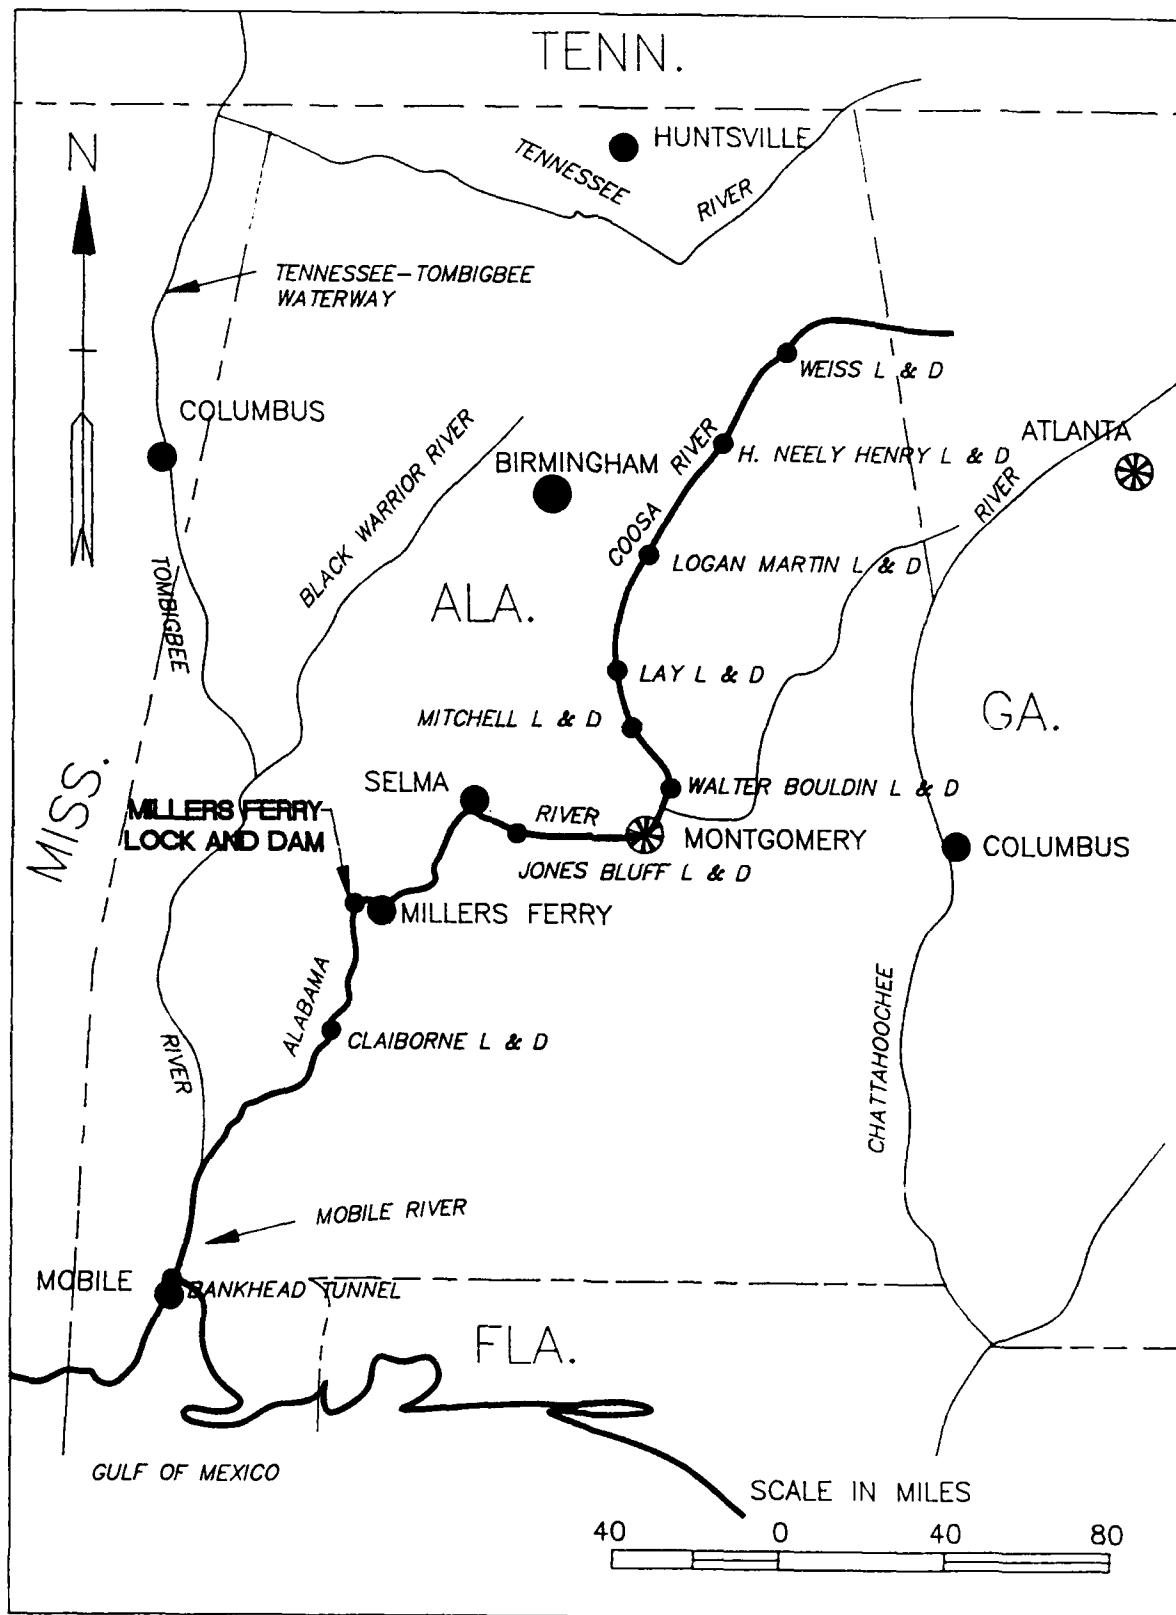 TENN.
N
HUNTSVILLE
TENNESSEE
RIVER
TENNESSEE-TOMBIGBEE
WATERWAY
WEISS L & D
COLUMBUS
ATLANTA
RIVER
H. NEELY HENRY L & D
BIRMINGHAM
BLACK WARRIOR RIVER
COOSA
RIVER
LOGAN MARTIN L & D
TOMBIGBEE
ALA.
LAY L & D
GA.
MITCHELL L & D
MISS.
SELMA
WALTER BOULDIN L & D
MILLERS FERRY
LOCK AND DAM
RIVER
MONTGOMERY
COLUMBUS
JONES BLUFF L & D
MILLERS FERRY
ALABAMA
CHATTAHOOCHEE
CLAIBORNE L & D
RIVER
MOBILE RIVER
MOBILE
BANKHEAD TUNNEL
FLA.
GULF OF MEXICO
SCALE IN MILES
40 0 40 80